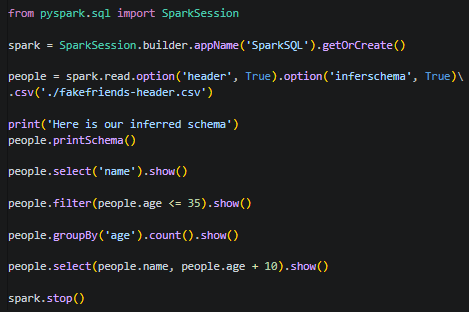 from pyspark.sql import SparkSession
spark = SparkSession.builder.appName('SparkSQL').getOrCreate()
people = spark.read.option('header', True).option('inferschema', True)\
.csv('./fakefriends-header.csv')
print('Here is our inferred schema')
people.printSchema()
people.select('name').show()
people.filter(people.age <= 35).show()
people.groupBy('age').count().show()
people.select(people.name, people.age + 10).show()
spark.stop()